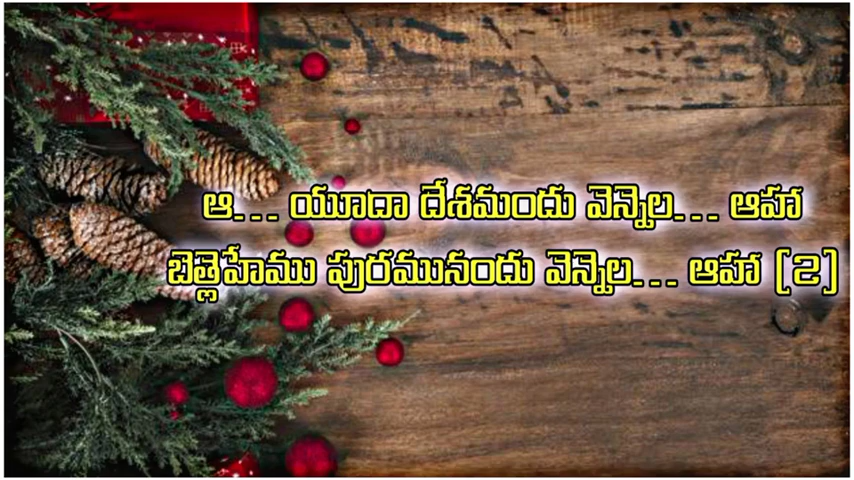 ఆ... యూదా దేశమందు వెన్నెల... ఆహా
బెత్లెహేము పురమునందు వెన్నెల... ఆహా (2)